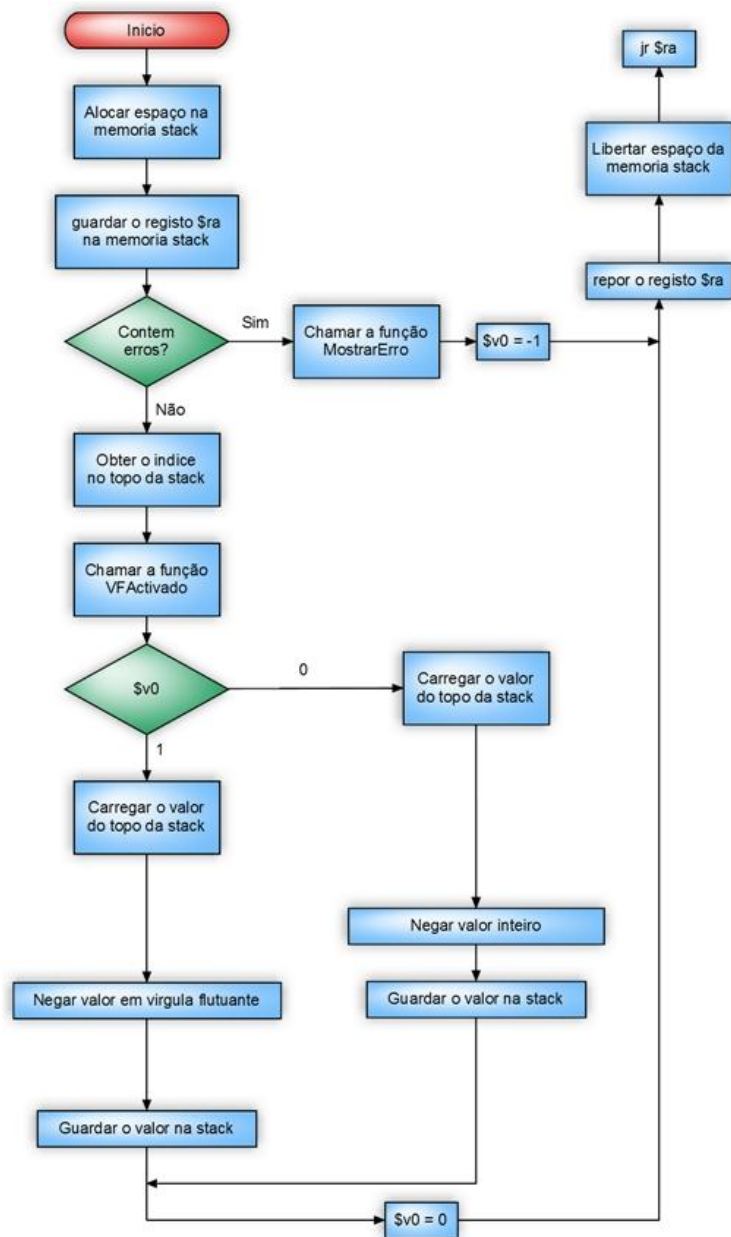 Inicio
Alocar espaço na
memoria stack
guardar o registo $ra
na memoria stack
Contem
erros?
Sim
Chamar a função
MostrarErro
$v0 = -1
jr $ra
Libertar espaço da
memoria stack
repor o registo $ra
Não
Obter o indice
no topo da stack
Chamar a função
VFActivado
$v0
0
Carregar o valor
do topo da stack
1
Carregar o valor
do topo da stack
Negar valor inteiro
Guardar o valor na stack
Negar valor em virgula flutuante
Guardar o valor na stack
$v0 = 0